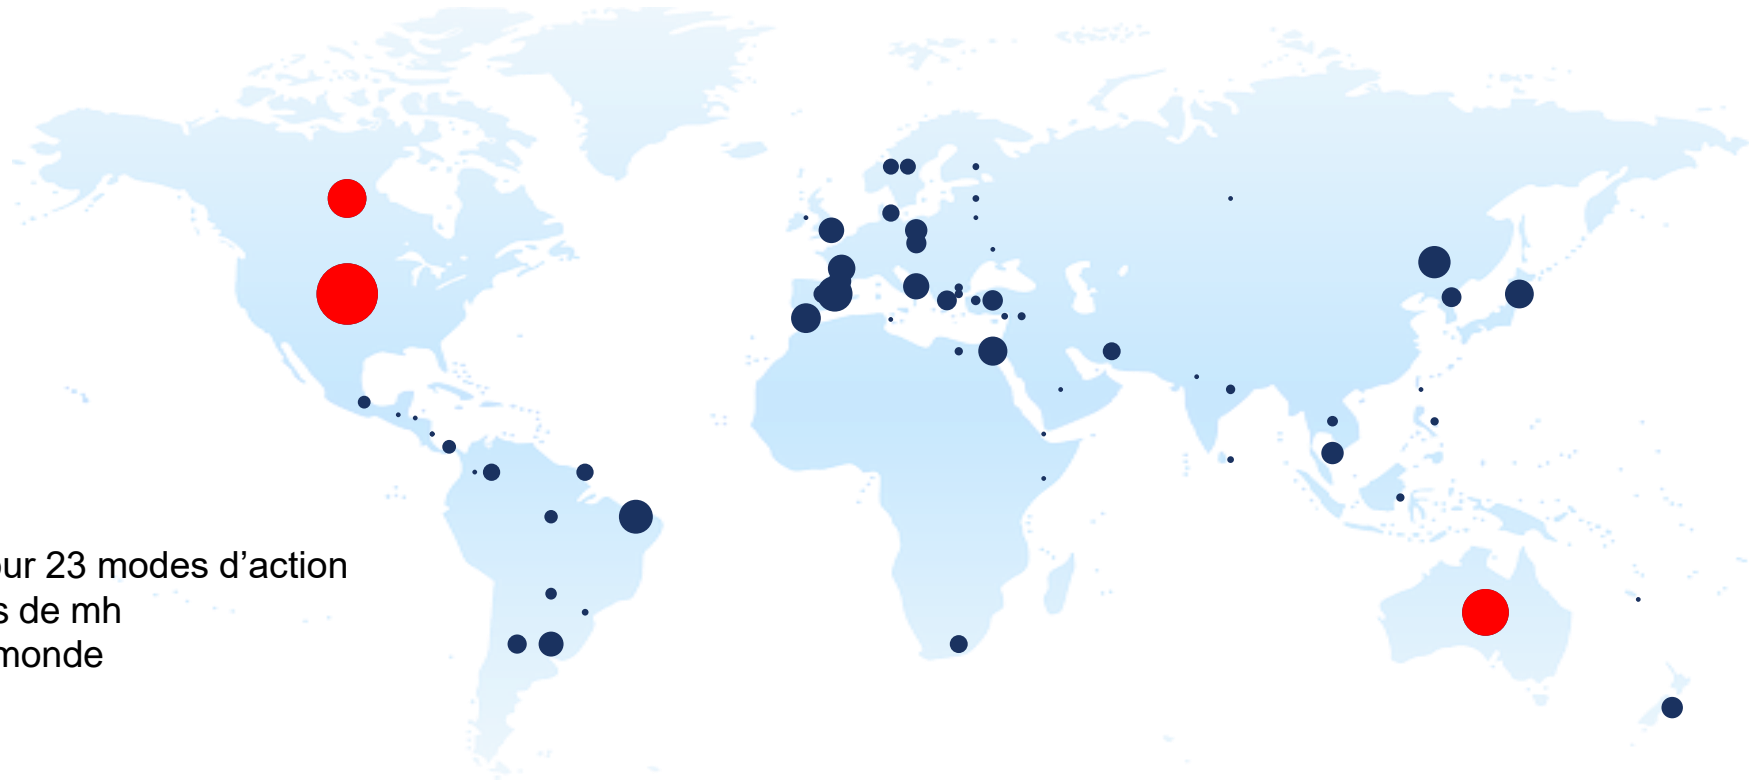 ur 23 modes d’action
s de mh
monde